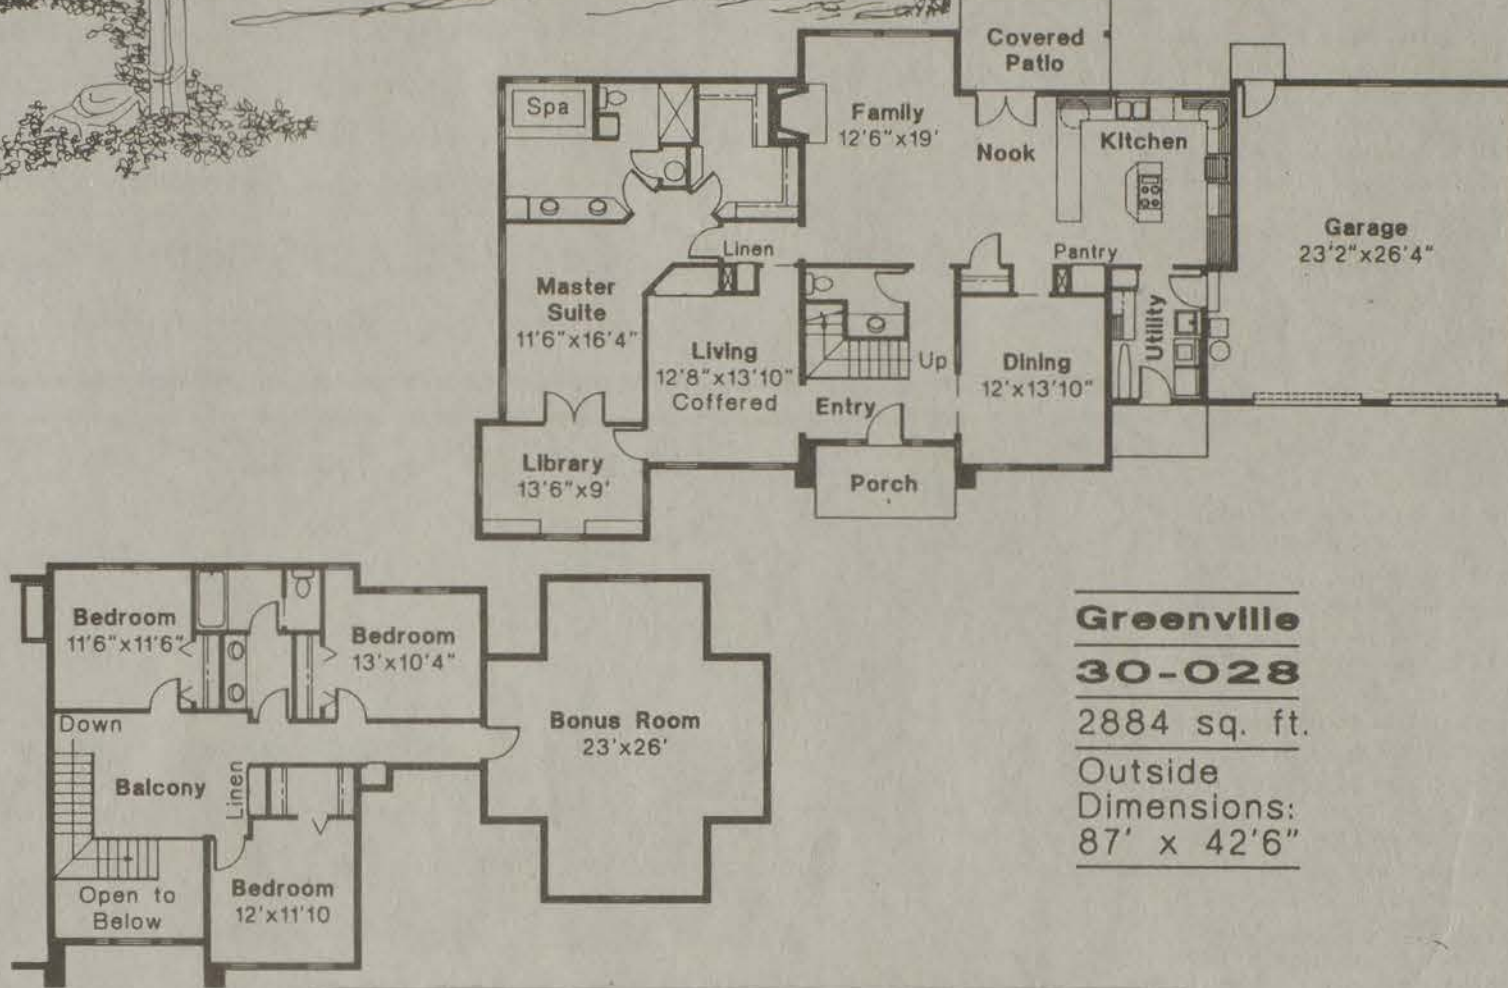 Covered
Patio
Spa
Family
12'6"x19'
Nook
Kitchen
Garage
23'2"x26'4"
Linen
Pantry
Master
Suite
11'6"x16'4"
Living
12'8"x13'10"
Coffered
Up
Dining
12'x13'10"
Utility
Entry
Library
13'6"x9'
Porch
Bedroom
11'6"x11'6"
Bedroom
13'x10'4"
Down
Balcony
Linen
Bonus Room
23'x26'
Open to
Below
Bedroom
12'x11'10
Greenville
30-028
2884 sq. ft.
Outside
Dimensions:
87' x 42'6"